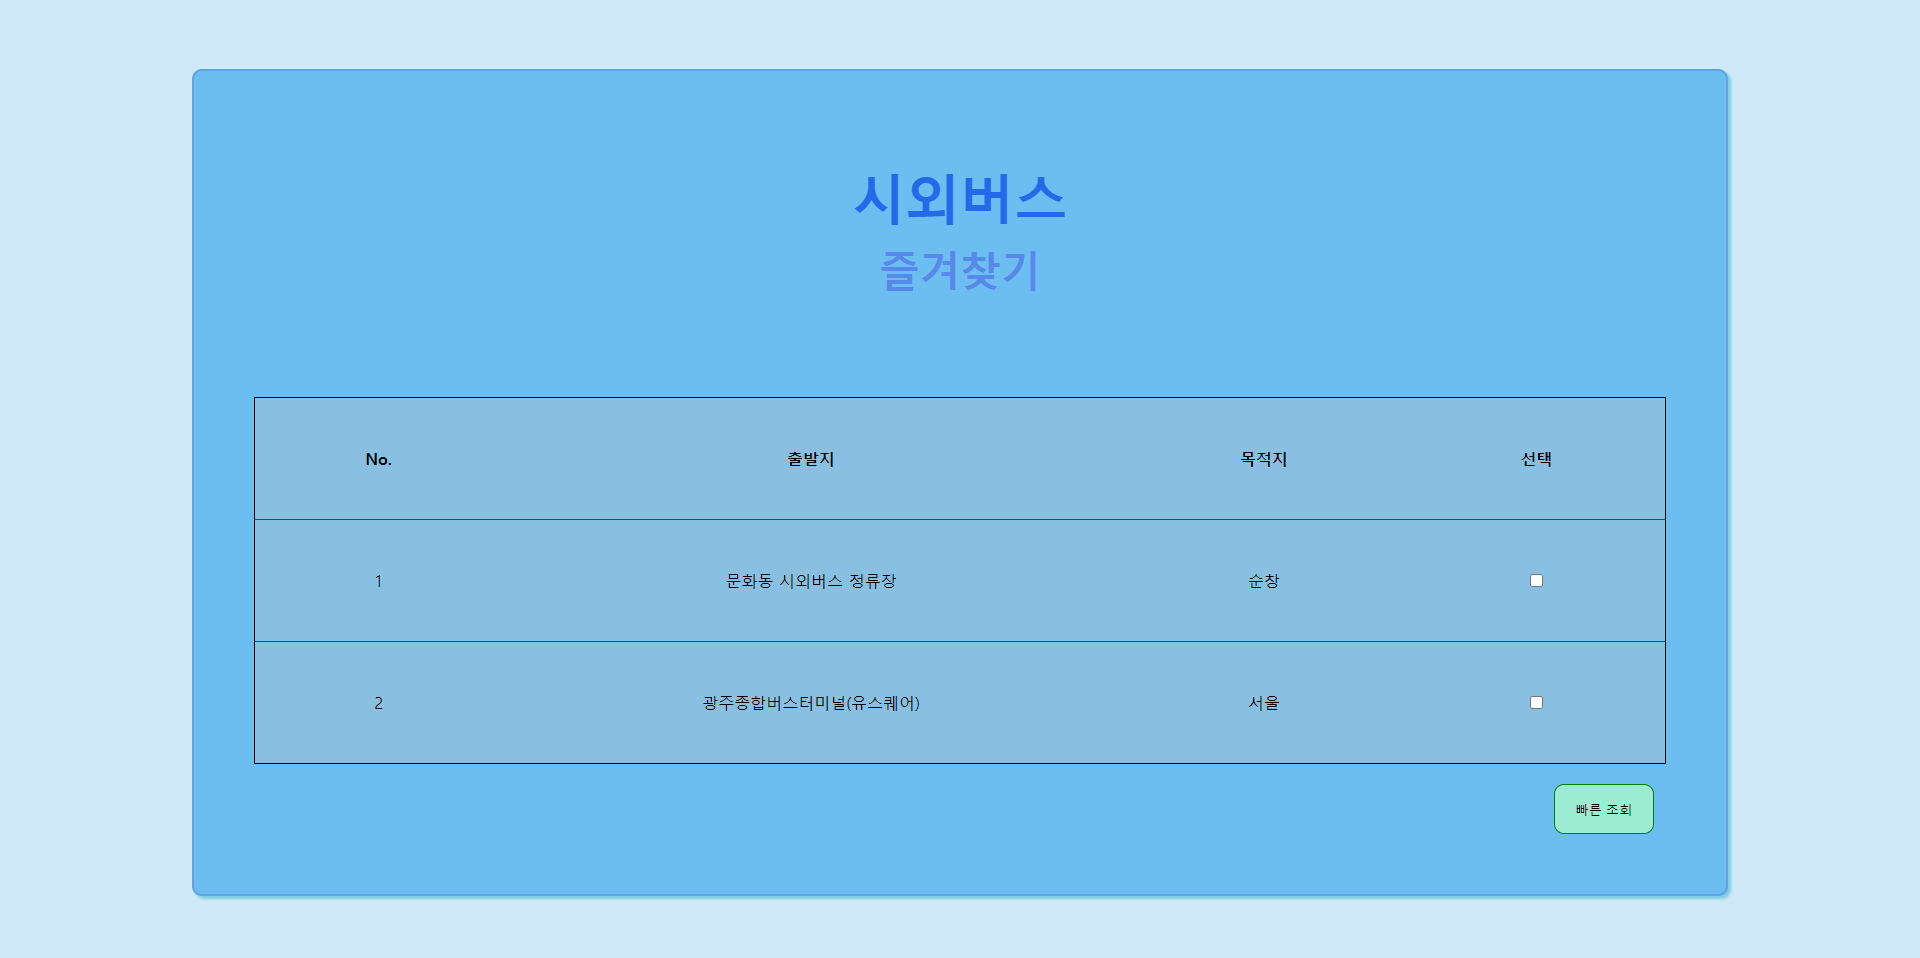 시외버스
즐겨찾기
No. 출발지 목적지 선택
1 문화동 시외버스 정류장 순창
2 광주종합버스터미널(유스퀘어) 서울
빠른 조회